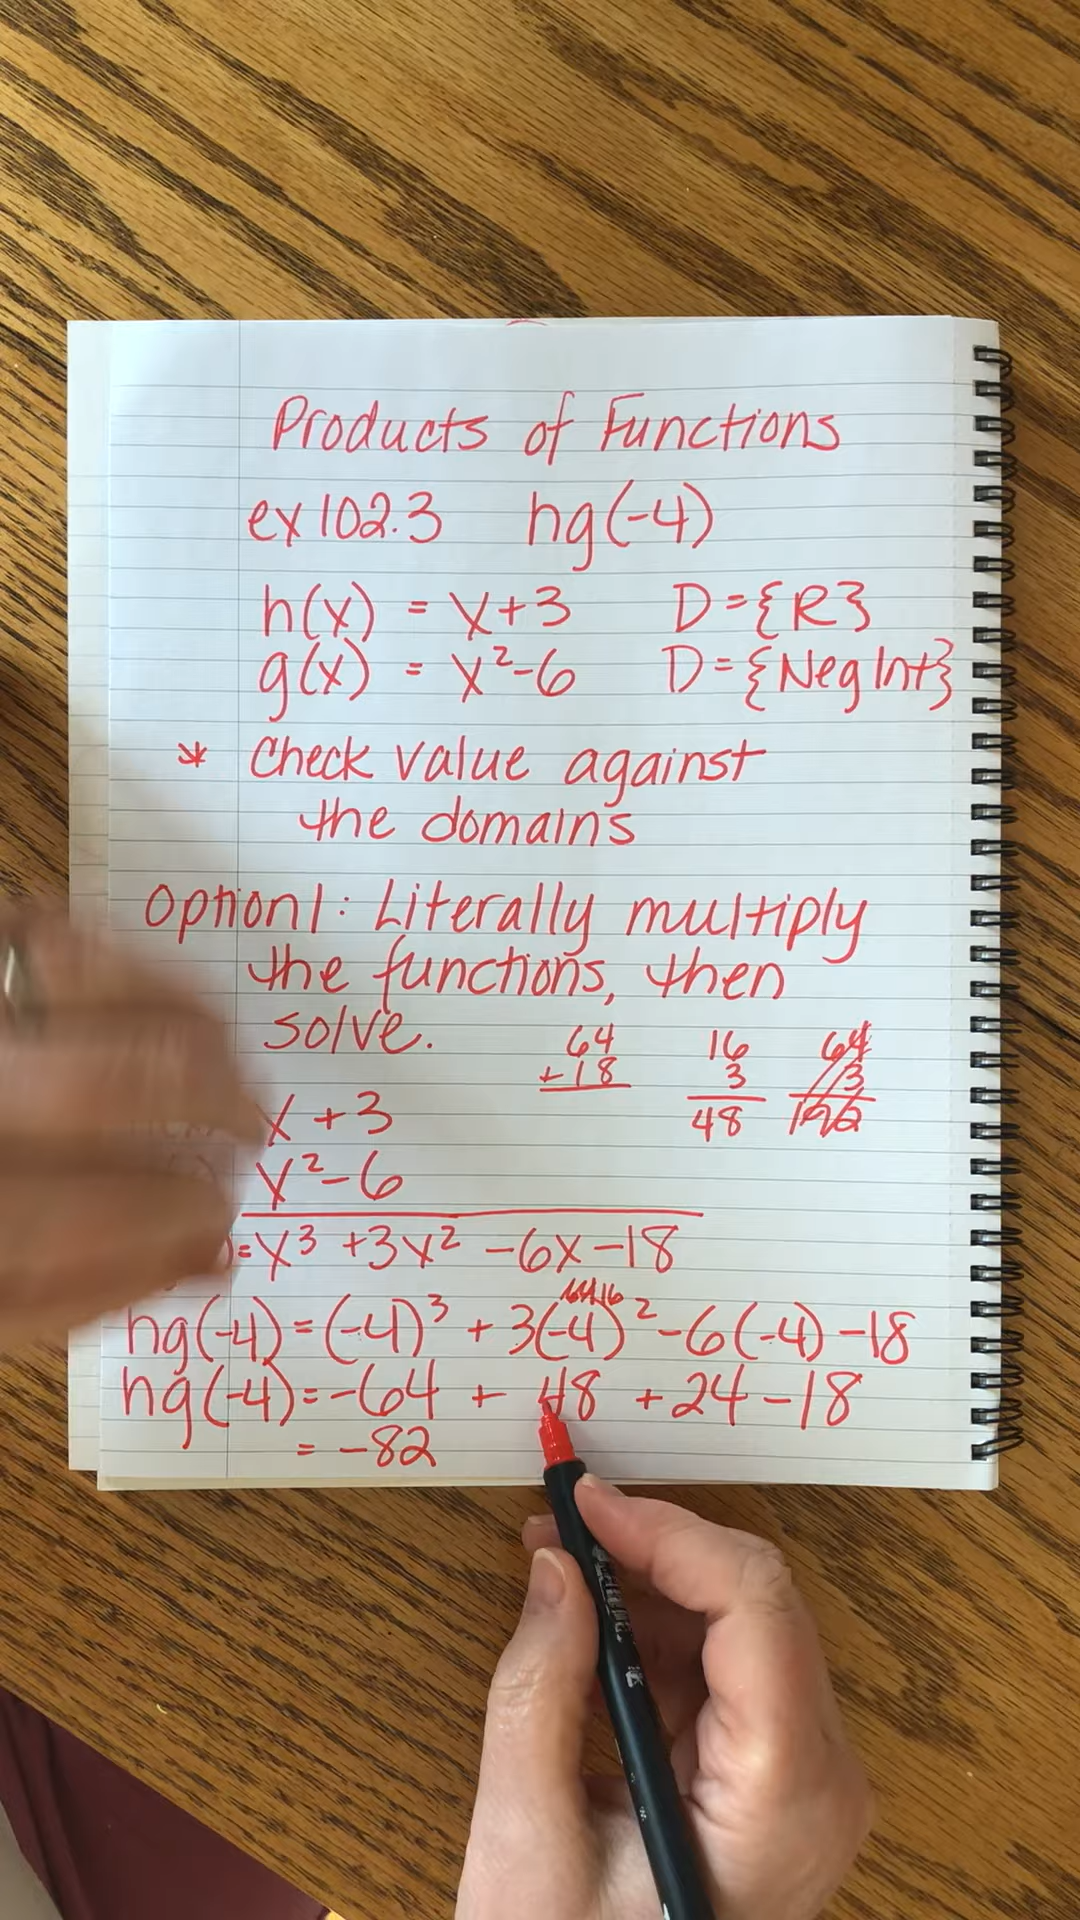 Products of Functions
ex 102.3 hg(-4)
h(x) = x+3 D={R}
g(x) = x²-6 D={Neg Int}
* Check value against
the domains
Option 1: Literally multiply
the functions, then
solve.
64 16 64
+18 3 3
48 192
x + 3
x²-6
)=x³ +3x² -6x-18
64 16
hg(-4)=(-4)³ + 3(-4)² -6(-4) -18
hg(-4)= -64 + 48 +24 -18
= -82